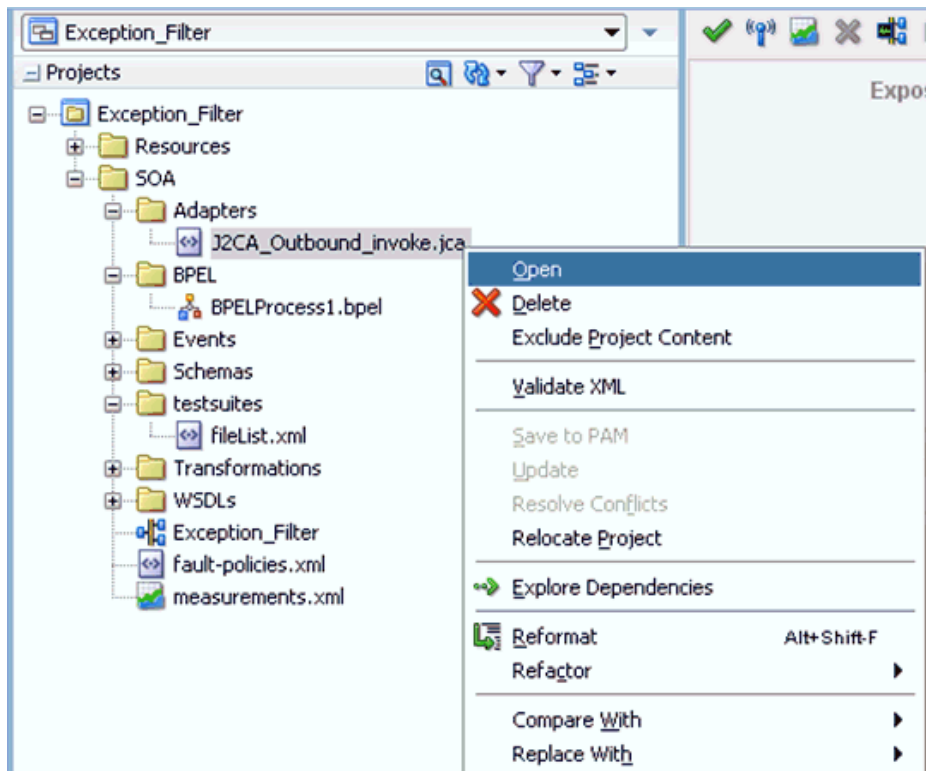 Exception_Filter
Projects
Expos
Exception_Filter
Resources
SOA
Adapters
J2CA_Outbound_invoke.jca
BPEL
BPELProcess1.bpel
Events
Schemas
testsuites
fileList.xml
Transformations
WSDLs
Exception_Filter
fault-policies.xml
measurements.xml
Open
Delete
Exclude Project Content
Validate XML
Save to PAM
Update
Resolve Conflicts
Relocate Project
Explore Dependencies
Reformat Alt+Shift-F
Refactor
Compare With
Replace With